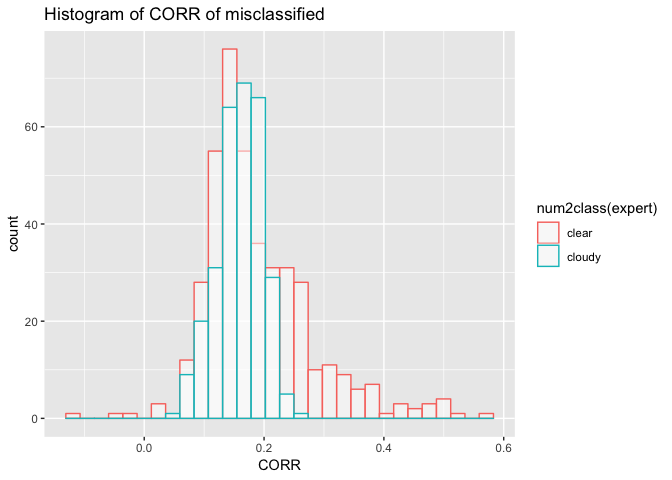 Histogram of CORR of misclassified
count
60
40
20
0
0.0 0.2 0.4 0.6
CORR
num2class(expert)
clear
cloudy